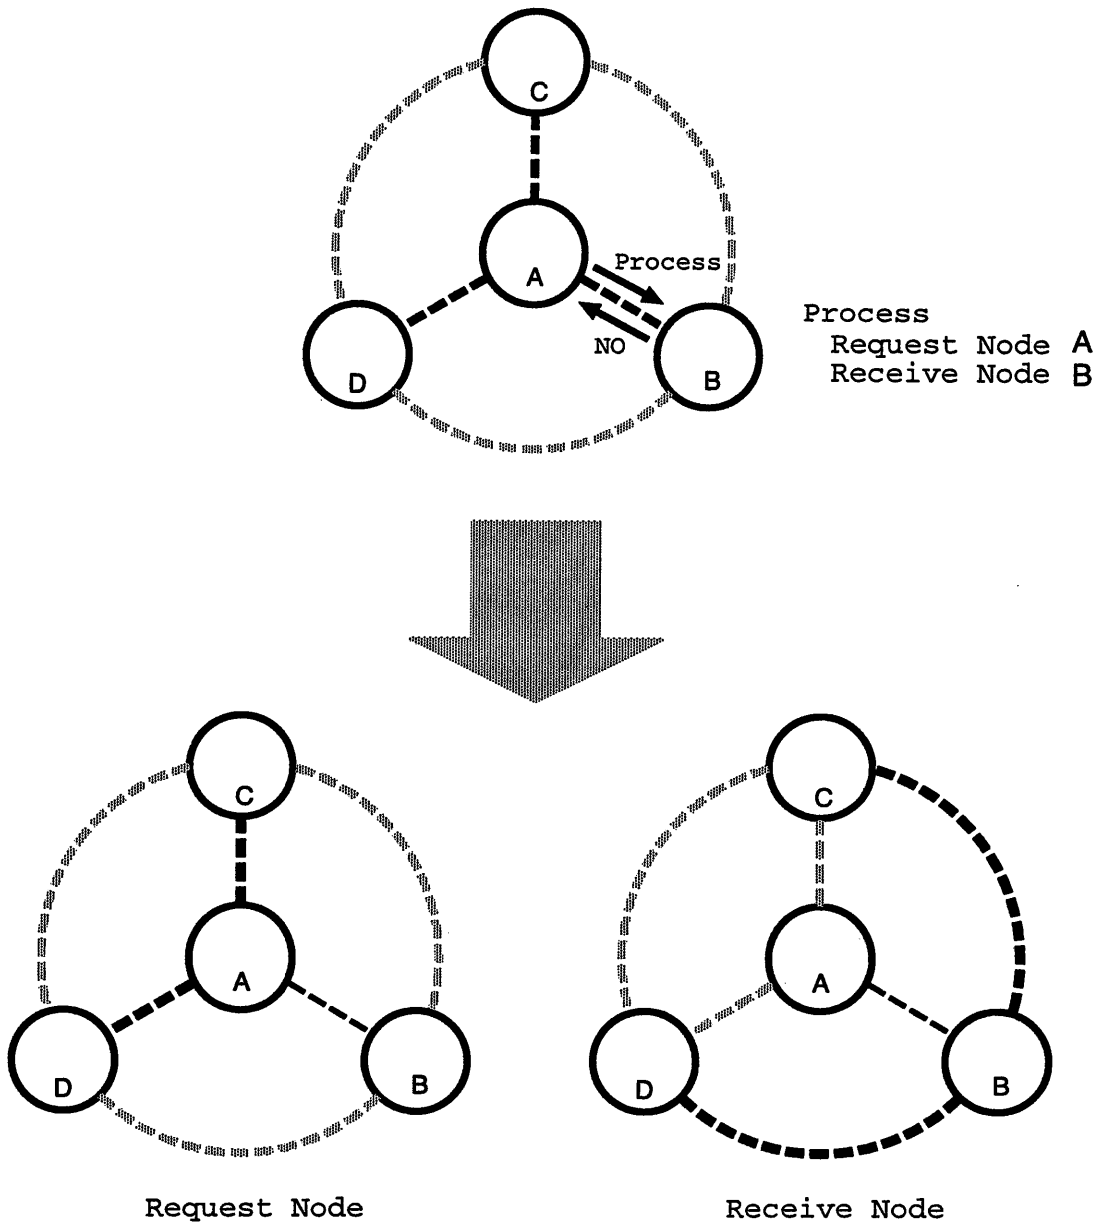 C
A
Process
Process
Request Node A
NO
Receive Node B
D
B
C
C
A
A
D
B
D
B
Request Node
Receive Node